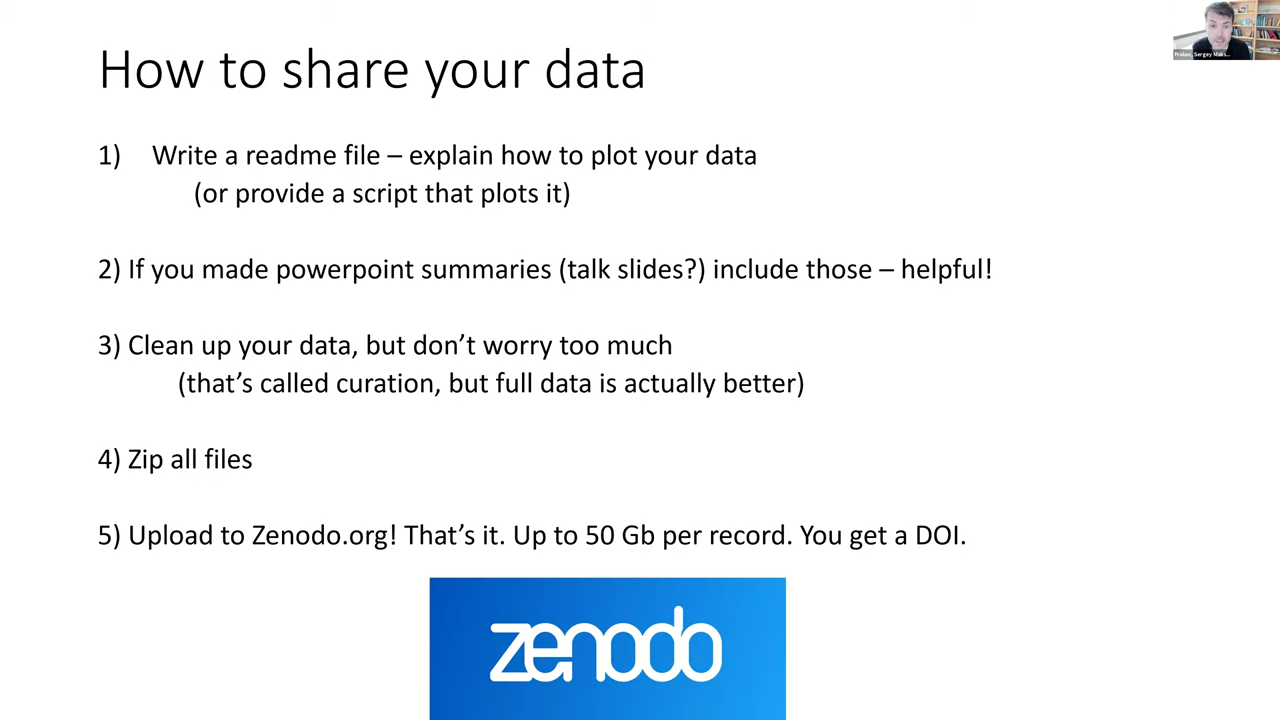 How to share your data
1) Write a readme file – explain how to plot your data
(or provide a script that plots it)
2) If you made powerpoint summaries (talk slides?) include those – helpful!
3) Clean up your data, but don’t worry too much
(that’s called curation, but full data is actually better)
4) Zip all files
5) Upload to Zenodo.org! That’s it. Up to 50 Gb per record. You get a DOI.
zenodo
Sergey